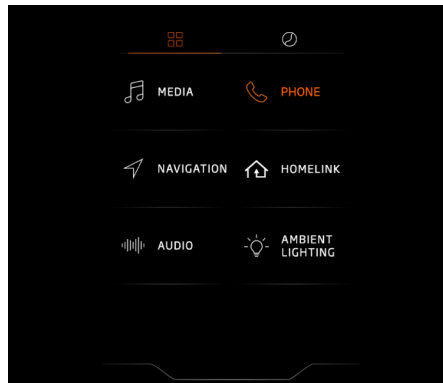 MEDIA
PHONE
NAVIGATION
HOMELINK
AUDIO
AMBIENT
LIGHTING